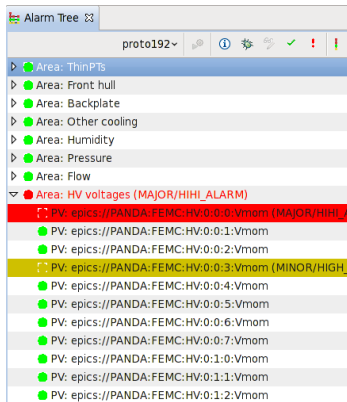 Alarm Tree
proto192
Area: ThinPTs
Area: Front hull
Area: Backplate
Area: Other cooling
Area: Humidity
Area: Pressure
Area: Flow
Area: HV voltages (MAJOR/HIHI_ALARM)
PV: epics://PANDA:FEMC:HV:0:0:0:Vmom (MAJOR/HIHI_
PV: epics://PANDA:FEMC:HV:0:0:1:Vmom
PV: epics://PANDA:FEMC:HV:0:0:2:Vmom
PV: epics://PANDA:FEMC:HV:0:0:3:Vmom (MINOR/HIGH_
PV: epics://PANDA:FEMC:HV:0:0:4:Vmom
PV: epics://PANDA:FEMC:HV:0:0:5:Vmom
PV: epics://PANDA:FEMC:HV:0:0:6:Vmom
PV: epics://PANDA:FEMC:HV:0:0:7:Vmom
PV: epics://PANDA:FEMC:HV:0:1:0:Vmom
PV: epics://PANDA:FEMC:HV:0:1:1:Vmom
PV: epics://PANDA:FEMC:HV:0:1:2:Vmom